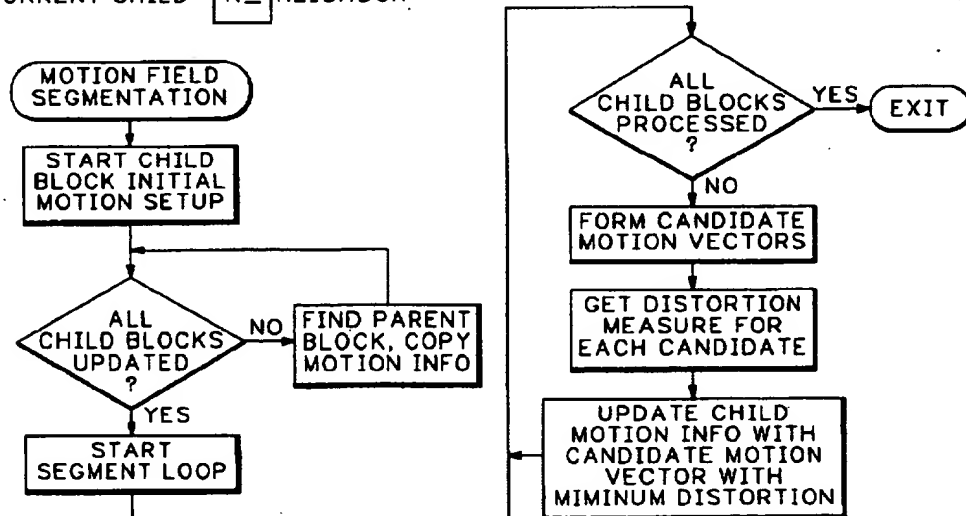 MOTION FIELD
SEGMENTATION
START CHILD
BLOCK INITIAL
MOTION SETUP
ALL
CHILD BLOCKS
UPDATED
?
NO
FIND PARENT
BLOCK, COPY
MOTION INFO
YES
START
SEGMENT LOOP
ALL
CHILD BLOCKS
PROCESSED
?
YES
EXIT
NO
FORM CANDIDATE
MOTION VECTORS
GET DISTORTION
MEASURE FOR
EACH CANDIDATE
UPDATE CHILD
MOTION INFO WITH
CANDIDATE MOTION
VECTOR WITH
MIMINUM DISTORTION